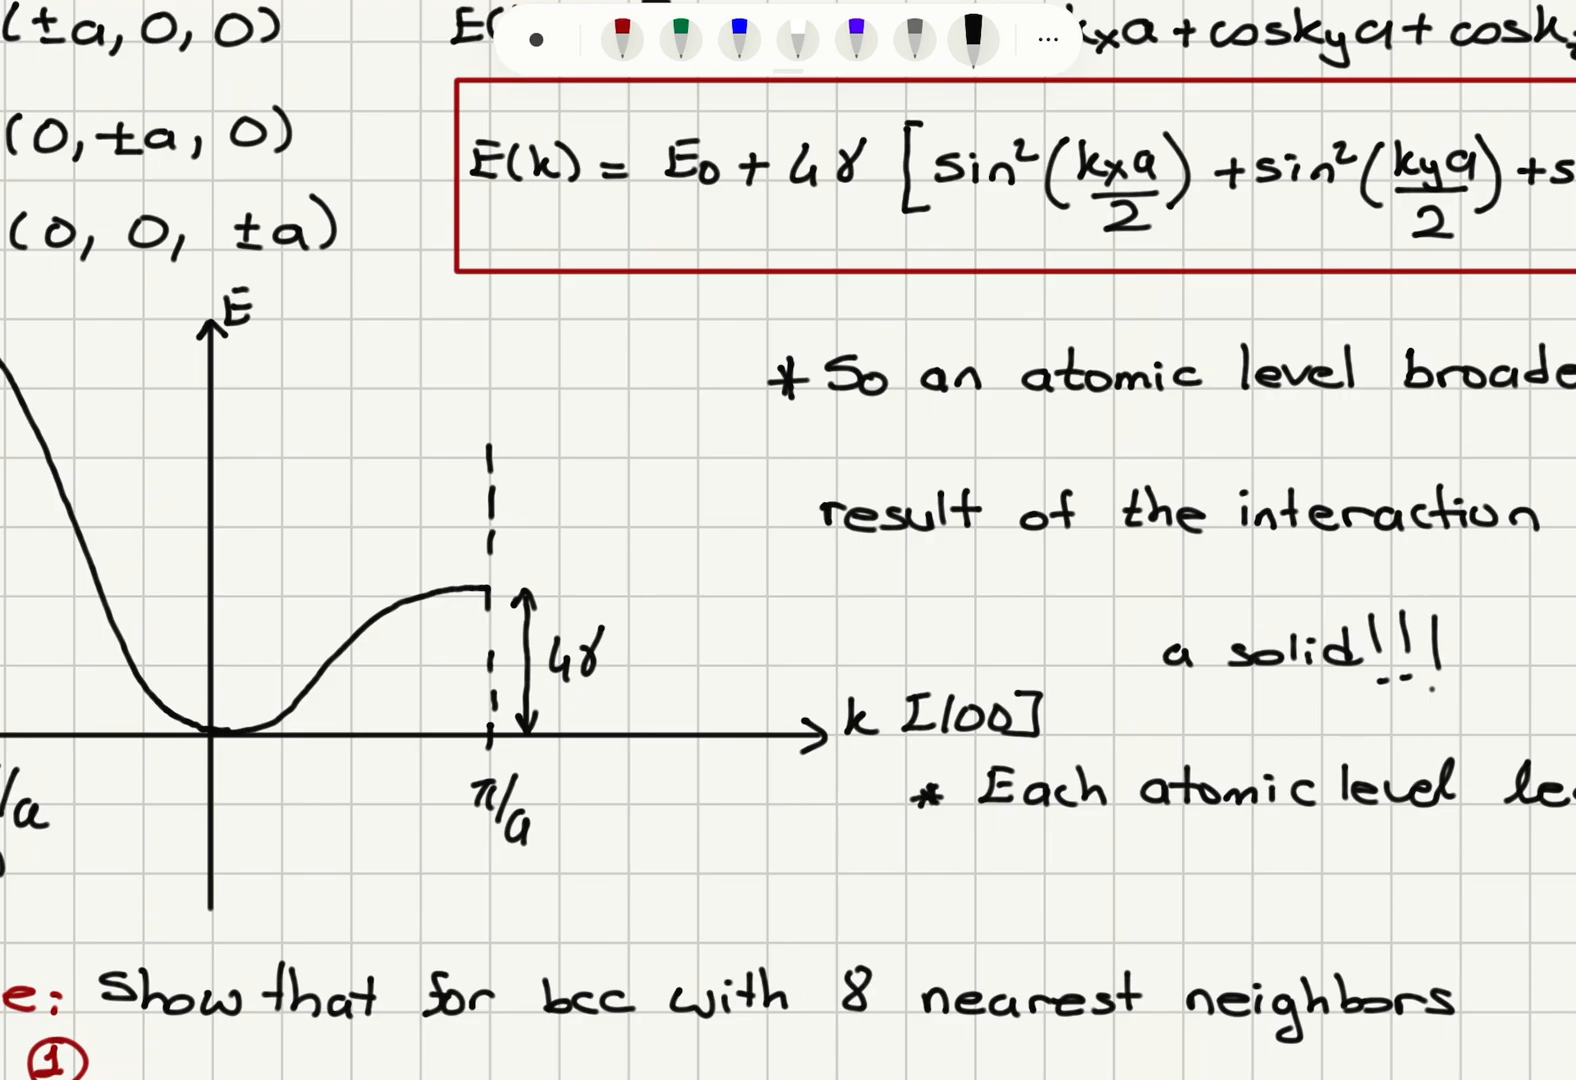 (±a, 0, 0)
kxa + coskya + cosk
(0, ±a, 0)
E(k) = E₀ + 4γ [sin²(kxa/2) + sin²(kya/2) + s
(0, 0, ±a)
E
* So an atomic level broade
result of the interaction
4γ
a solid!!!
k [100]
π/a
/a
* Each atomic level le
e: Show that for bcc with 8 nearest neighbors
1